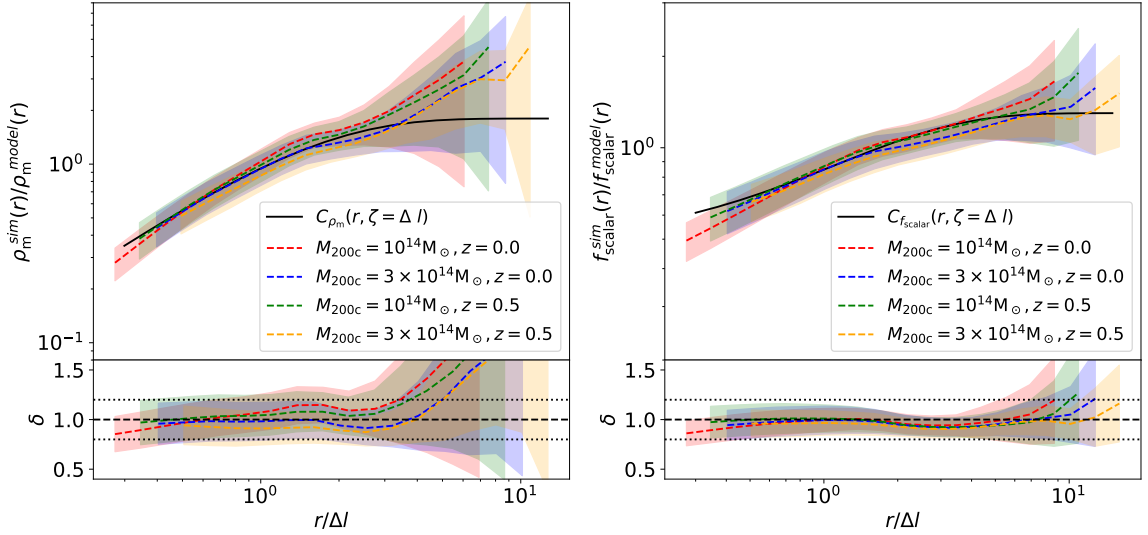 ρ_m^sim(r)/ρ_m^model(r)
10^0
10^-1
C_ρm(r, ζ = Δ l)
M_200c = 10^14 M_⊙, z = 0.0
M_200c = 3 × 10^14 M_⊙, z = 0.0
M_200c = 10^14 M_⊙, z = 0.5
M_200c = 3 × 10^14 M_⊙, z = 0.5
δ
1.5
1.0
0.5
10^0
10^1
r/Δl
f_scalar^sim(r)/f_scalar^model(r)
10^0
C_f_scalar(r, ζ = Δ l)
M_200c = 10^14 M_⊙, z = 0.0
M_200c = 3 × 10^14 M_⊙, z = 0.0
M_200c = 10^14 M_⊙, z = 0.5
M_200c = 3 × 10^14 M_⊙, z = 0.5
δ
1.5
1.0
0.5
10^0
10^1
r/Δl